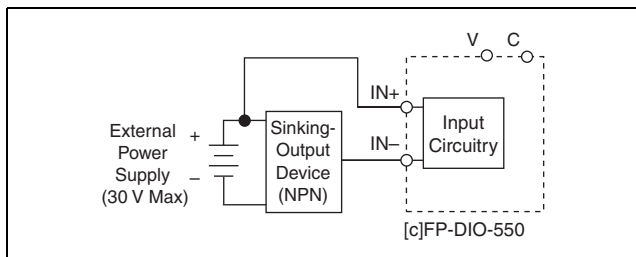 V C
IN+
External
Power
Supply
(30 V Max)
+
–
Sinking-
Output
Device
(NPN)
IN–
Input
Circuitry
[c]FP-DIO-550